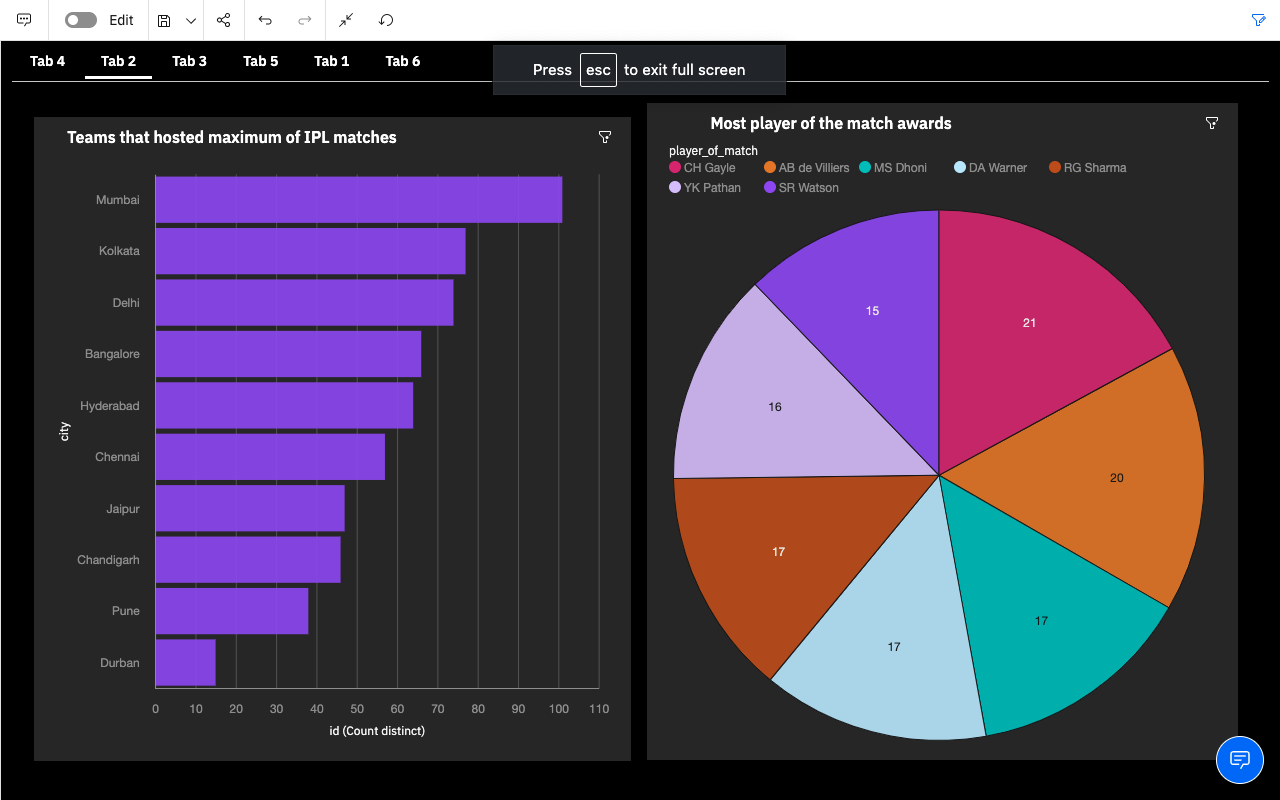 Edit
Tab 4 Tab 2 Tab 3 Tab 5 Tab 1 Tab 6
Press esc to exit full screen
Teams that hosted maximum of IPL matches
city
Mumbai
Kolkata
Delhi
Bangalore
Hyderabad
Chennai
Jaipur
Chandigarh
Pune
Durban
0 10 20 30 40 50 60 70 80 90 100 110
id (Count distinct)
Most player of the match awards
player_of_match
CH Gayle AB de Villiers MS Dhoni DA Warner RG Sharma
YK Pathan SR Watson
15
21
16
20
17
17
17